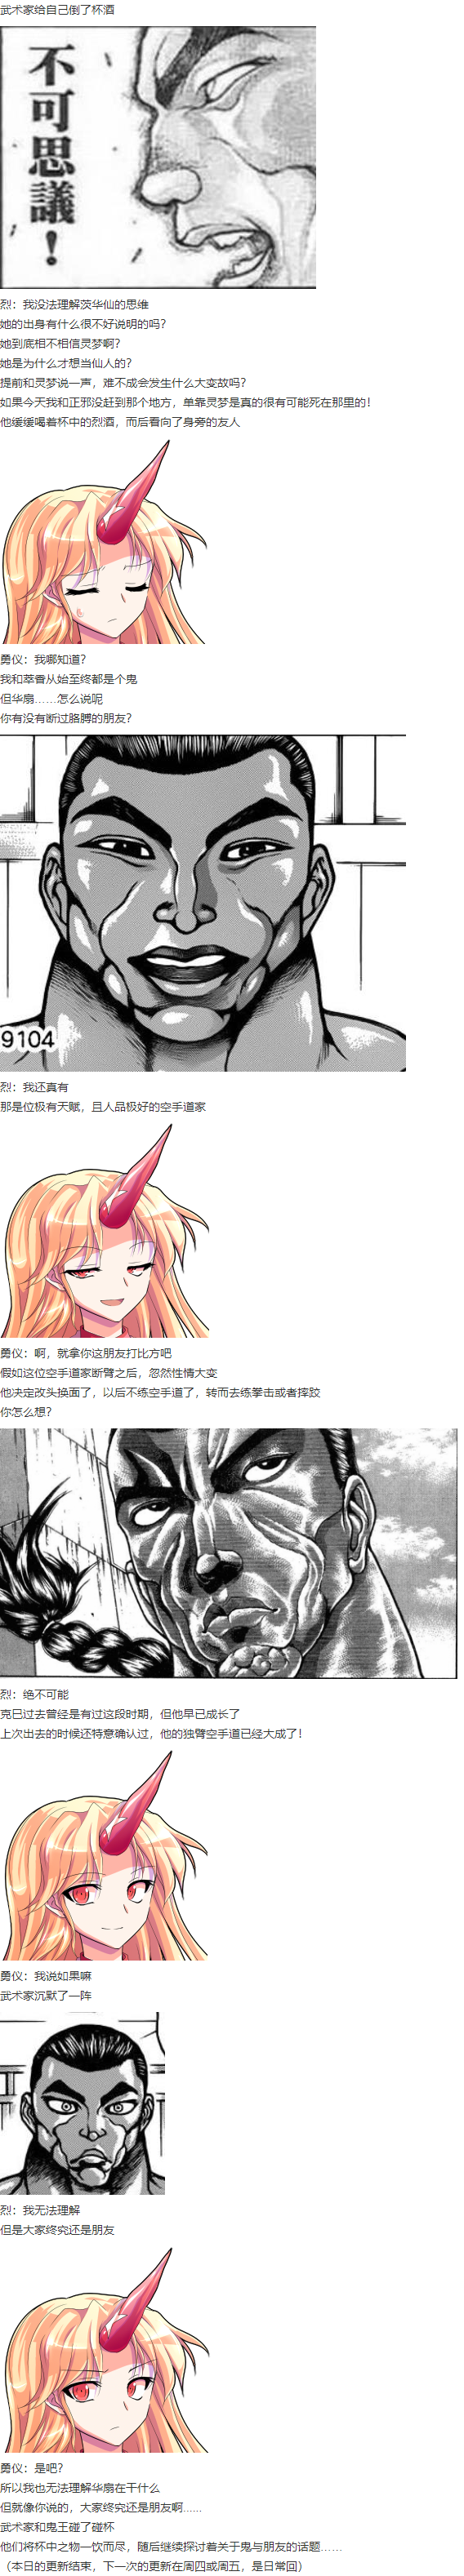 武术家给自己倒了杯酒
不可思議！
烈：我没法理解茨华仙的思维
她的出身有什么很不好说明的吗？
她到底相不相信灵梦啊？
她是为什么才想当仙人的？
提前和灵梦说一声，难不成会发生什么大变故吗？
如果今天我和正邪没赶到那个地方，单靠灵梦是真的很有可能死在那里的！
他缓缓喝着杯中的烈酒，而后看向了身旁的友人
勇仪：我哪知道？
我和萃香从始至终都是个鬼
但华扇……怎么说呢
你有没有断过胳膊的朋友？
9104
烈：我还真有
那是位极有天赋，且人品极好的空手道家
勇仪：啊，就拿你这朋友打比方吧
假如这位空手道家断臂之后，忽然性情大变
他决定改头换面了，以后不练空手道了，转而去练拳击或者摔跤
你怎么想？
烈：绝不可能
克巳过去曾经是有过这段时期，但他早已成长了
上次出去的时候还特意确认过，他的独臂空手道已经大成了！
勇仪：我说如果嘛
武术家沉默了一阵
烈：我无法理解
但是大家终究还是朋友
勇仪：是吧？
所以我也无法理解华扇在干什么
但就像你说的，大家终究还是朋友啊......
武术家和鬼王碰了碰杯
他们将杯中之物一饮而尽，随后继续探讨着关于鬼与朋友的话题……
（本日的更新结束，下一次的更新在周四或周五，是日常回）